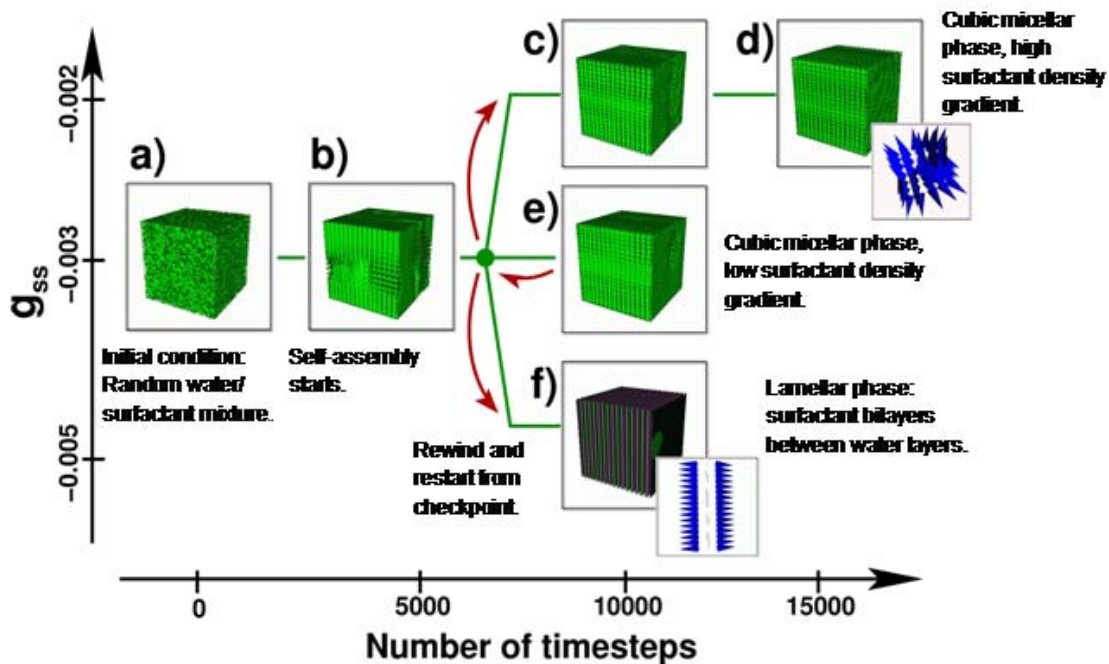 c)
d)
Cubic micellar
phase, high
surfactant density
gradient.
-0.002
a)
b)
e)
Cubic micellar phase,
low surfactant density
gradient.
-0.003
gss
Initial condition:
Random water/
surfactant mixture.
Self-assembly
starts.
f)
Lamellar phase:
surfactant bilayers
between water layers.
Rewind and
restart from
checkpoint.
-0.005
0
5000
10000
15000
Number of timesteps